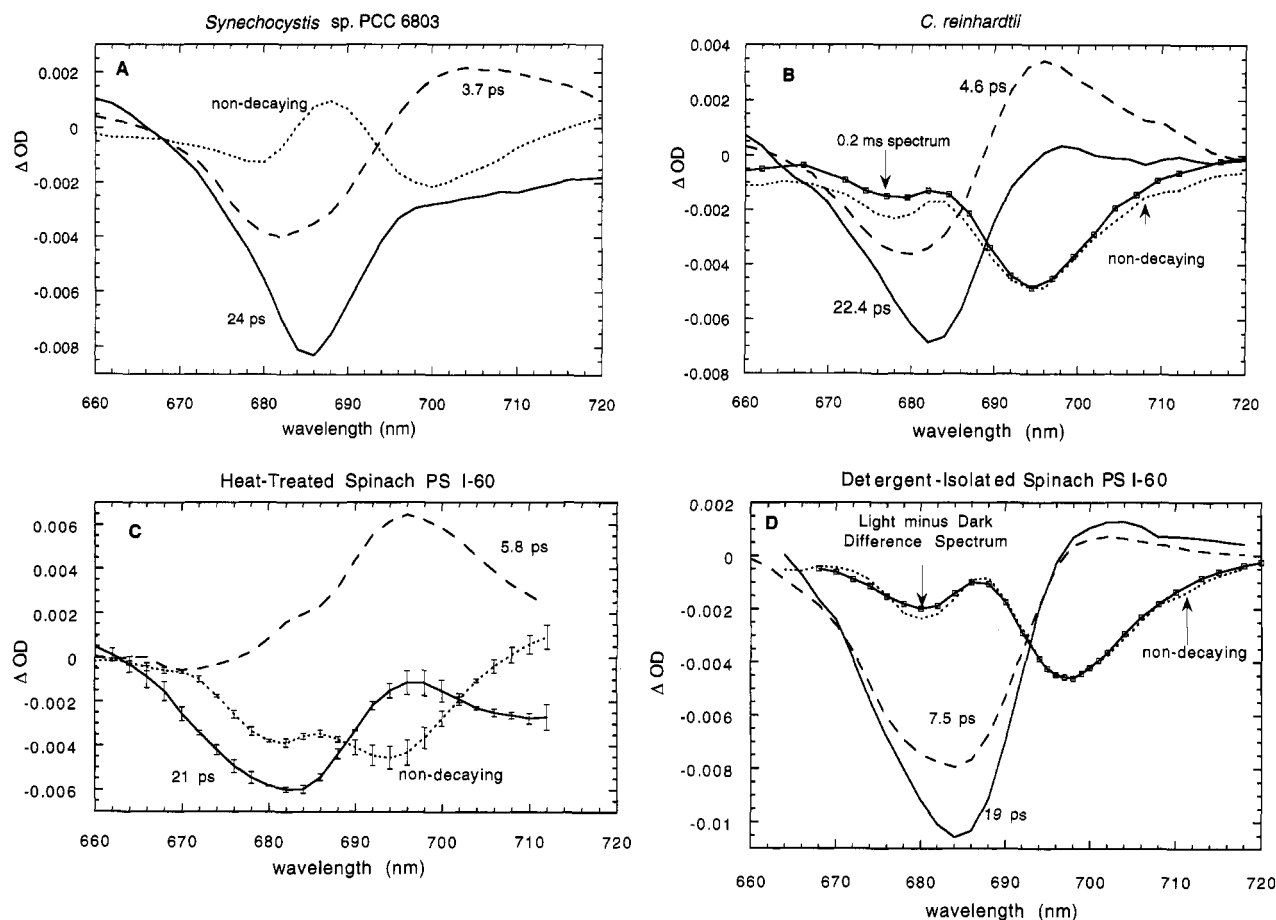 Synechocystis sp. PCC 6803
A
0.002
0
-0.002
-0.004
-0.006
-0.008
Δ OD
non-decaying
3.7 ps
24 ps
660 670 680 690 700 710 720
wavelength (nm)
C. reinhardtii
B
0.004
0.002
0
-0.002
-0.004
-0.006
-0.008
Δ OD
4.6 ps
0.2 ms spectrum
non-decaying
22.4 ps
660 670 680 690 700 710 720
wavelength (nm)
Heat-Treated Spinach PS I-60
C
0.006
0.004
0.002
0
-0.002
-0.004
-0.006
Δ OD
5.8 ps
21 ps
non-decaying
660 670 680 690 700 710 720
wavelength (nm)
Detergent-Isolated Spinach PS I-60
D
0.002
0
-0.002
-0.004
-0.006
-0.008
-0.01
Δ OD
Light minus Dark
Difference Spectrum
non-decaying
7.5 ps
19 ps
660 670 680 690 700 710 720
wavelength (nm)